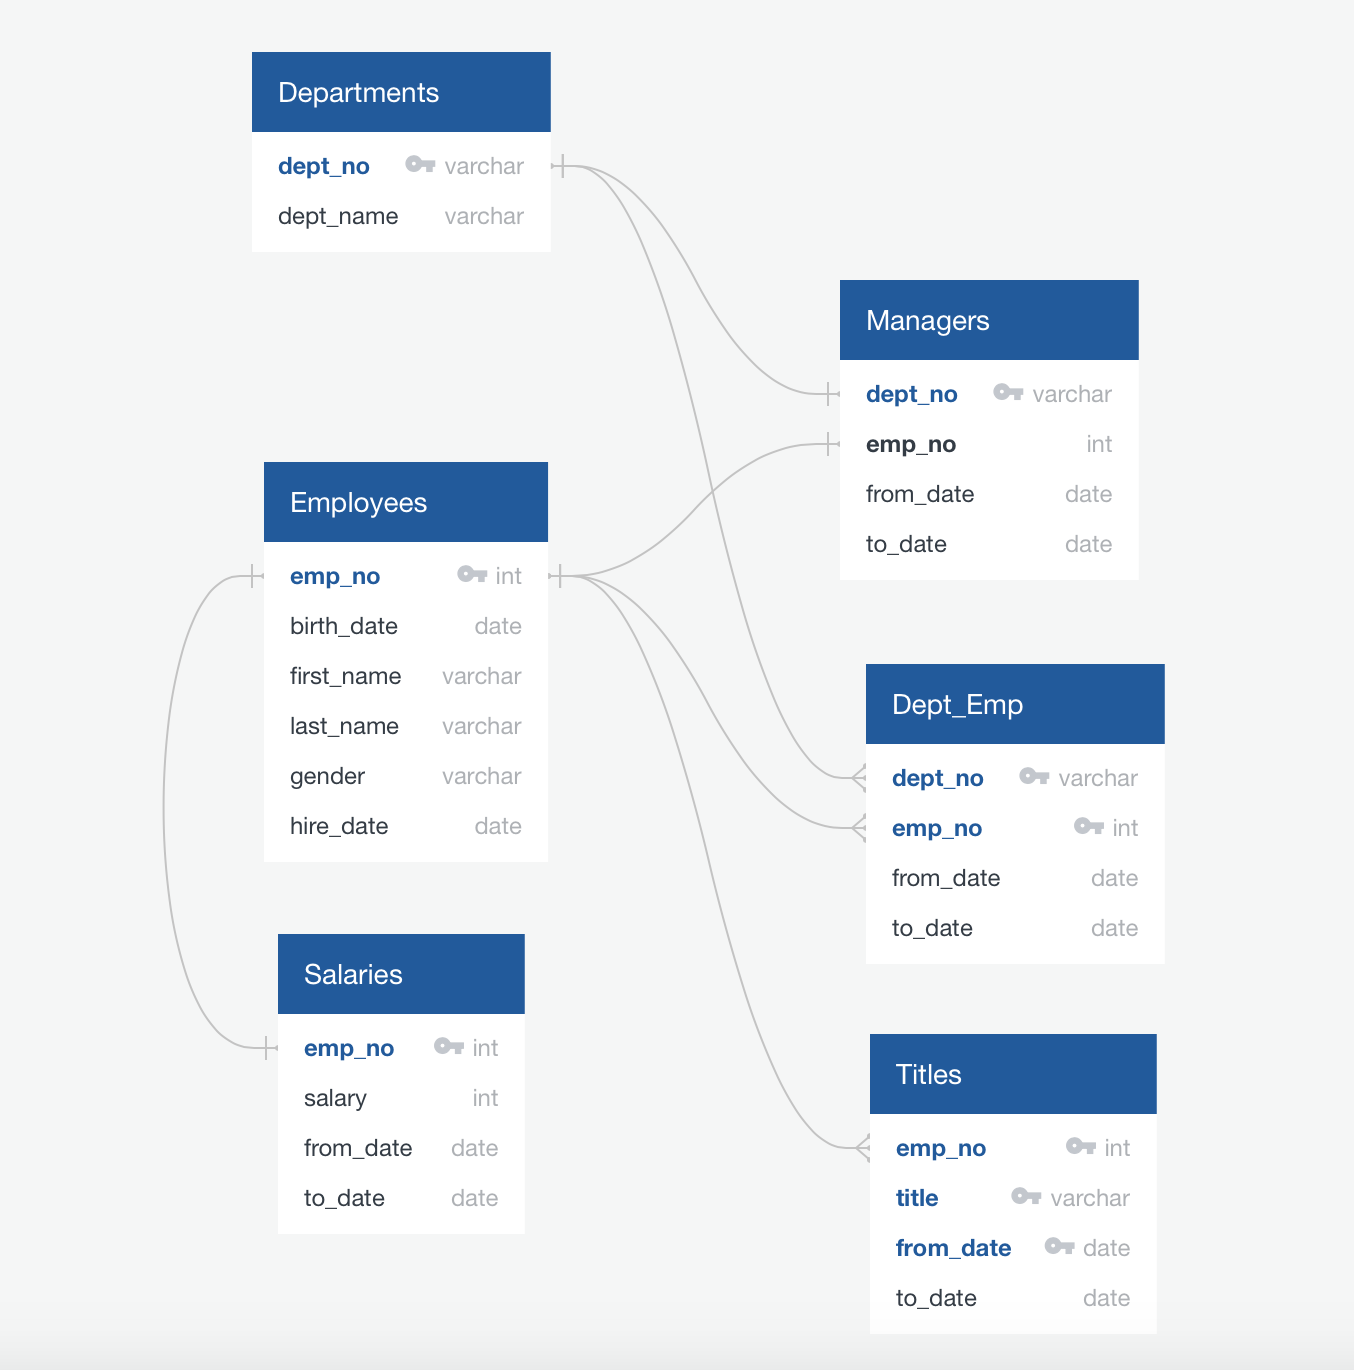 Departments
dept_no varchar
dept_name varchar
Managers
dept_no varchar
emp_no int
from_date date
to_date date
Employees
emp_no int
birth_date date
first_name varchar
last_name varchar
gender varchar
hire_date date
Dept_Emp
dept_no varchar
emp_no int
from_date date
to_date date
Salaries
emp_no int
salary int
from_date date
to_date date
Titles
emp_no int
title varchar
from_date date
to_date date